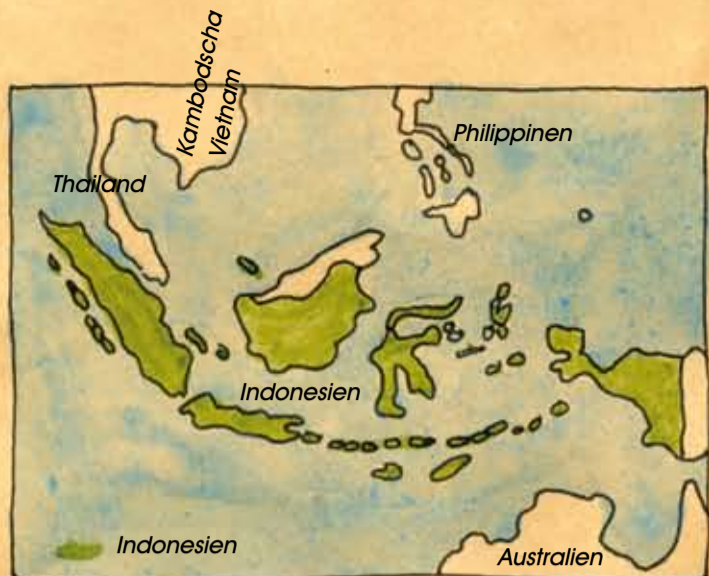 Kambodscha
Vietnam
Philippinen
Thailand
Indonesien
Indonesien
Australien